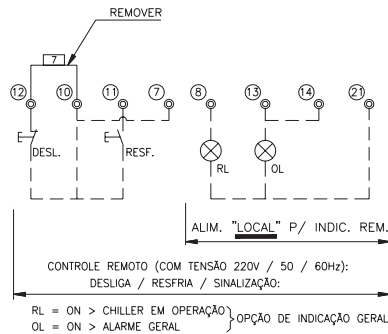 REMOVER
7
12 10 11 7 8 13 14 21
DESL. RESF. RL OL
ALIM. "LOCAL" P/ INDIC. REM.
CONTROLE REMOTO (COM TENSÃO 220V / 50 / 60Hz):
DESLIGA / RESFRIA / SINALIZAÇÃO:
RL = ON > CHILLER EM OPERAÇÃO
OL = ON > ALARME GERAL
OPÇÃO DE INDICAÇÃO GERAL